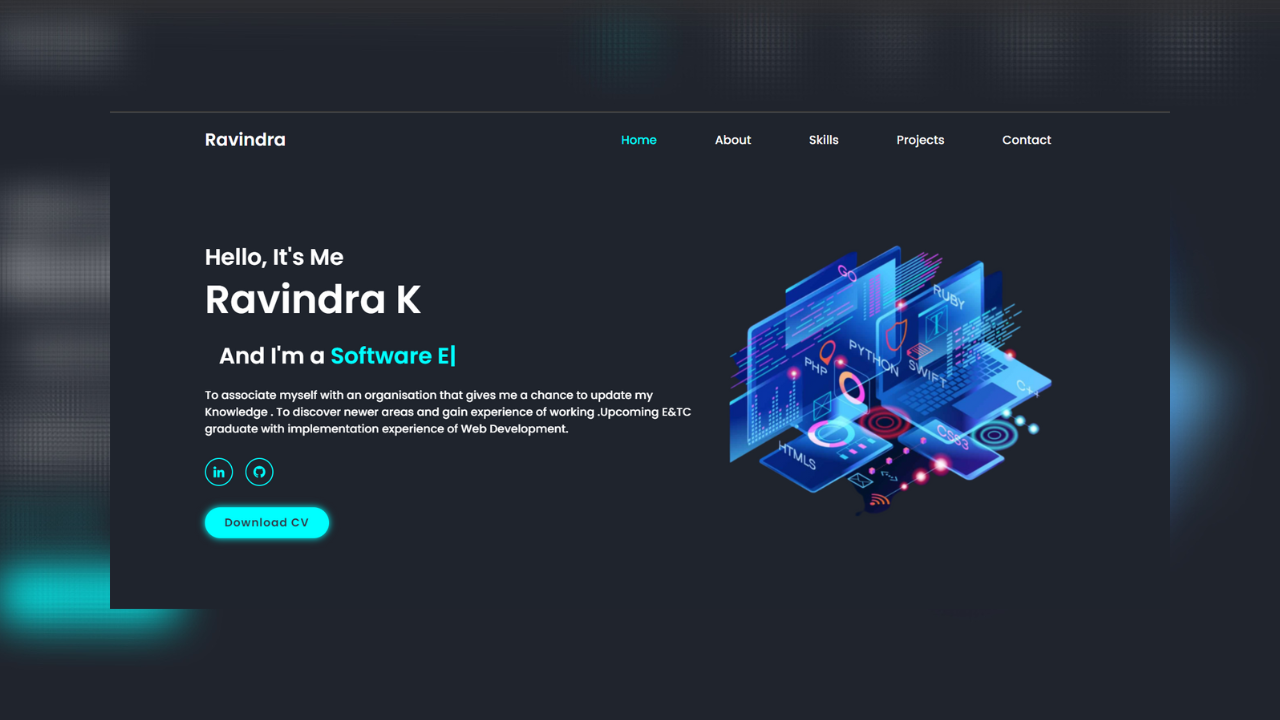 Ravindra
Home About Skills Projects Contact
Hello, It's Me
Ravindra K
And I'm a Software E|
To associate myself with an organisation that gives me a chance to update my
Knowledge . To discover newer areas and gain experience of working .Upcoming E&TC
graduate with implementation experience of Web Development.
in
Download CV
GO
RUBY
PYTHON
PHP
SWIFT
C++
CSS3
HTML5